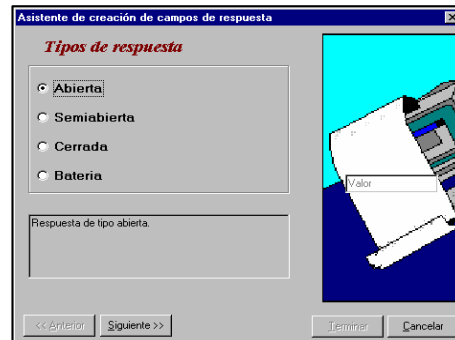 Asistente de creación de campos de respuesta
Tipos de respuesta
Abierta
Semiabierta
Cerrada
Bateria
Valor
Respuesta de tipo abierta.
<< Anterior
Siguiente >>
Terminar
Cancelar